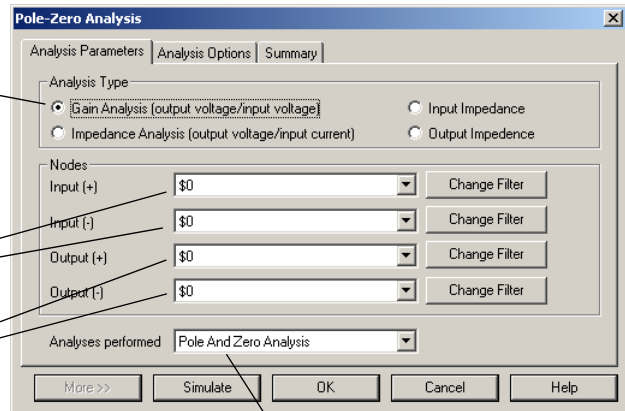 Pole-Zero Analysis
Analysis Parameters Analysis Options Summary
Analysis Type
Gain Analysis (output voltage/input voltage) Input Impedance
Impedance Analysis (output voltage/input current) Output Impedence
Nodes
Input (+) $0 Change Filter
Input (-) $0 Change Filter
Output (+) $0 Change Filter
Output (-) $0 Change Filter
Analyses performed Pole And Zero Analysis
More >> Simulate OK Cancel Help